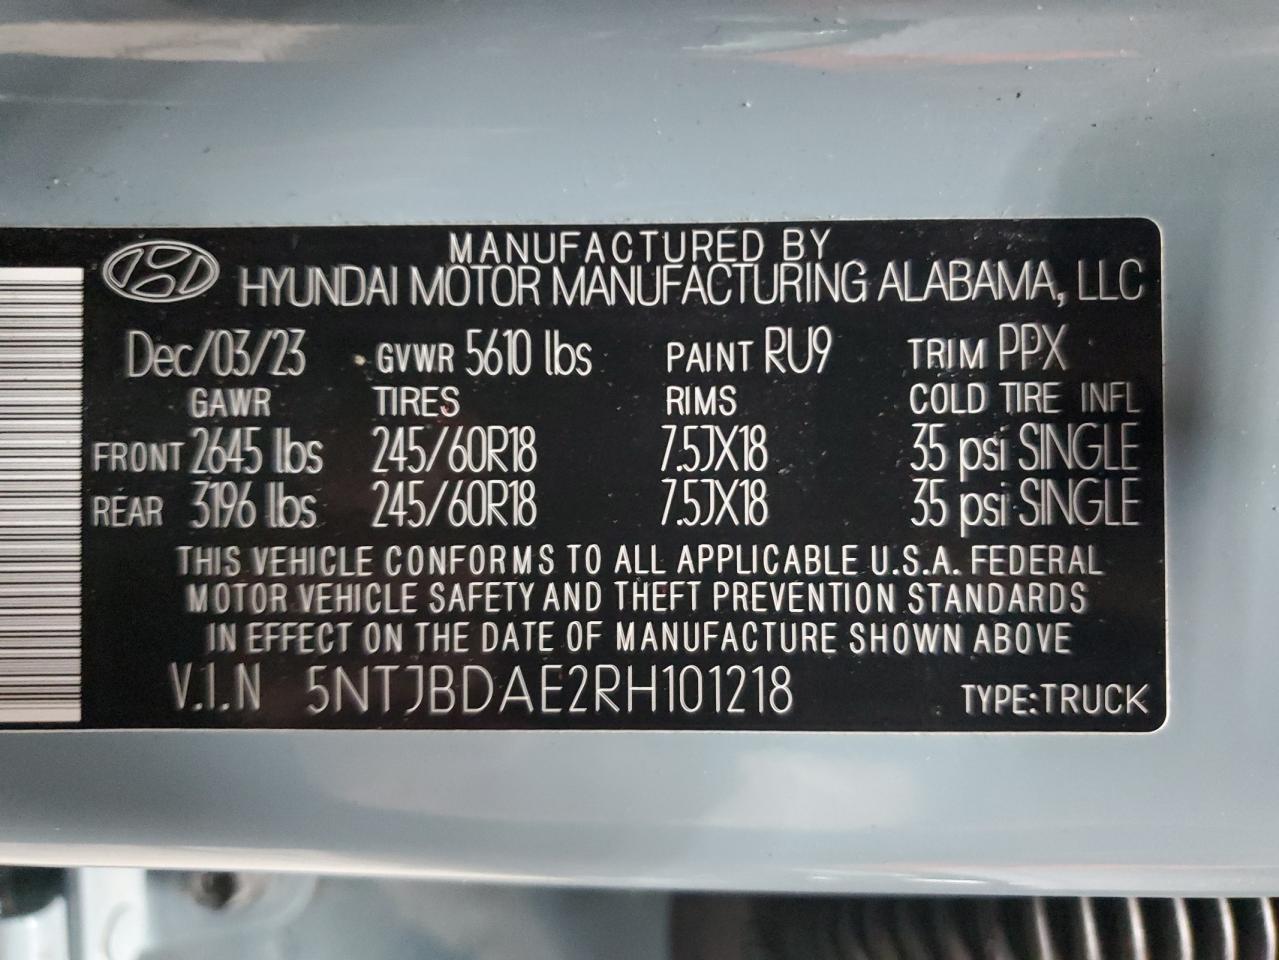 MANUFACTURED BY
HYUNDAI MOTOR MANUFACTURING ALABAMA, LLC
Dec/03/23 GVWR 5610 lbs PAINT RU9 TRIM PPX
GAWR TIRES RIMS COLD TIRE INFL
FRONT 2645 lbs 245/60R18 7.5JX18 35 psi SINGLE
REAR 3196 lbs 245/60R18 7.5JX18 35 psi SINGLE
THIS VEHICLE CONFORMS TO ALL APPLICABLE U.S.A. FEDERAL
MOTOR VEHICLE SAFETY AND THEFT PREVENTION STANDARDS
IN EFFECT ON THE DATE OF MANUFACTURE SHOWN ABOVE
V.I.N 5NTJBDAE2RH101218 TYPE:TRUCK